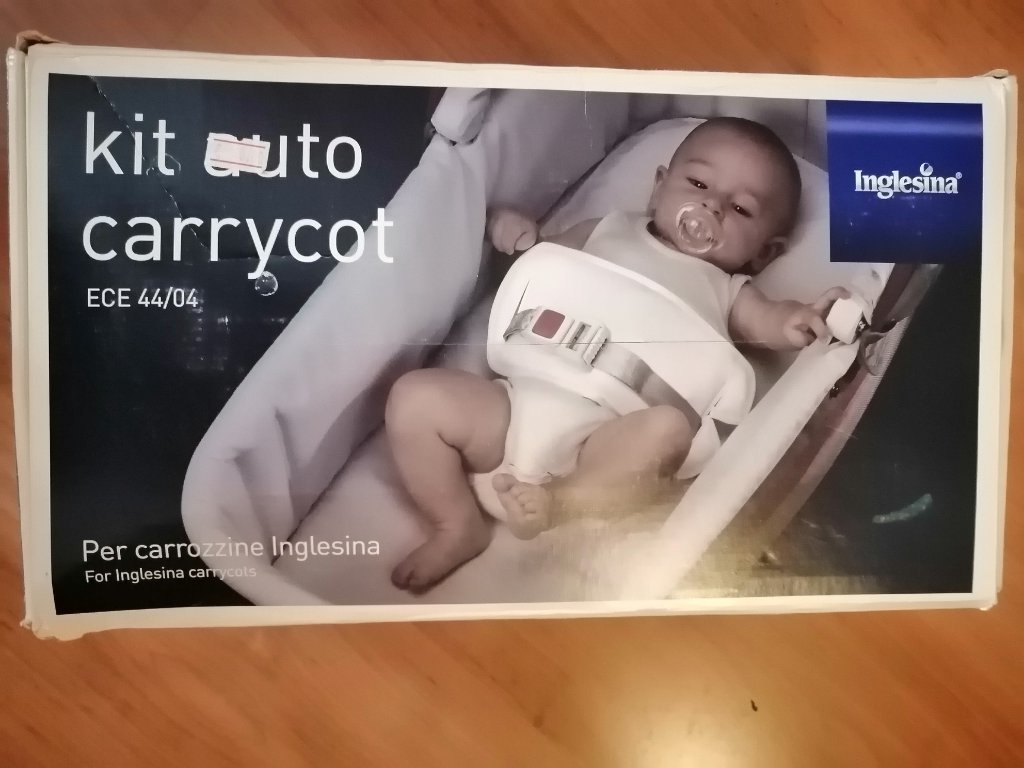 kit auto
carrycot
ECE 44/04
Inglesina®
Per carrozzine Inglesina
For Inglesina carrycots